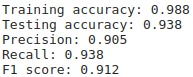 Training accuracy: 0.988
Testing accuracy: 0.938
Precision: 0.905
Recall: 0.938
F1 score: 0.912